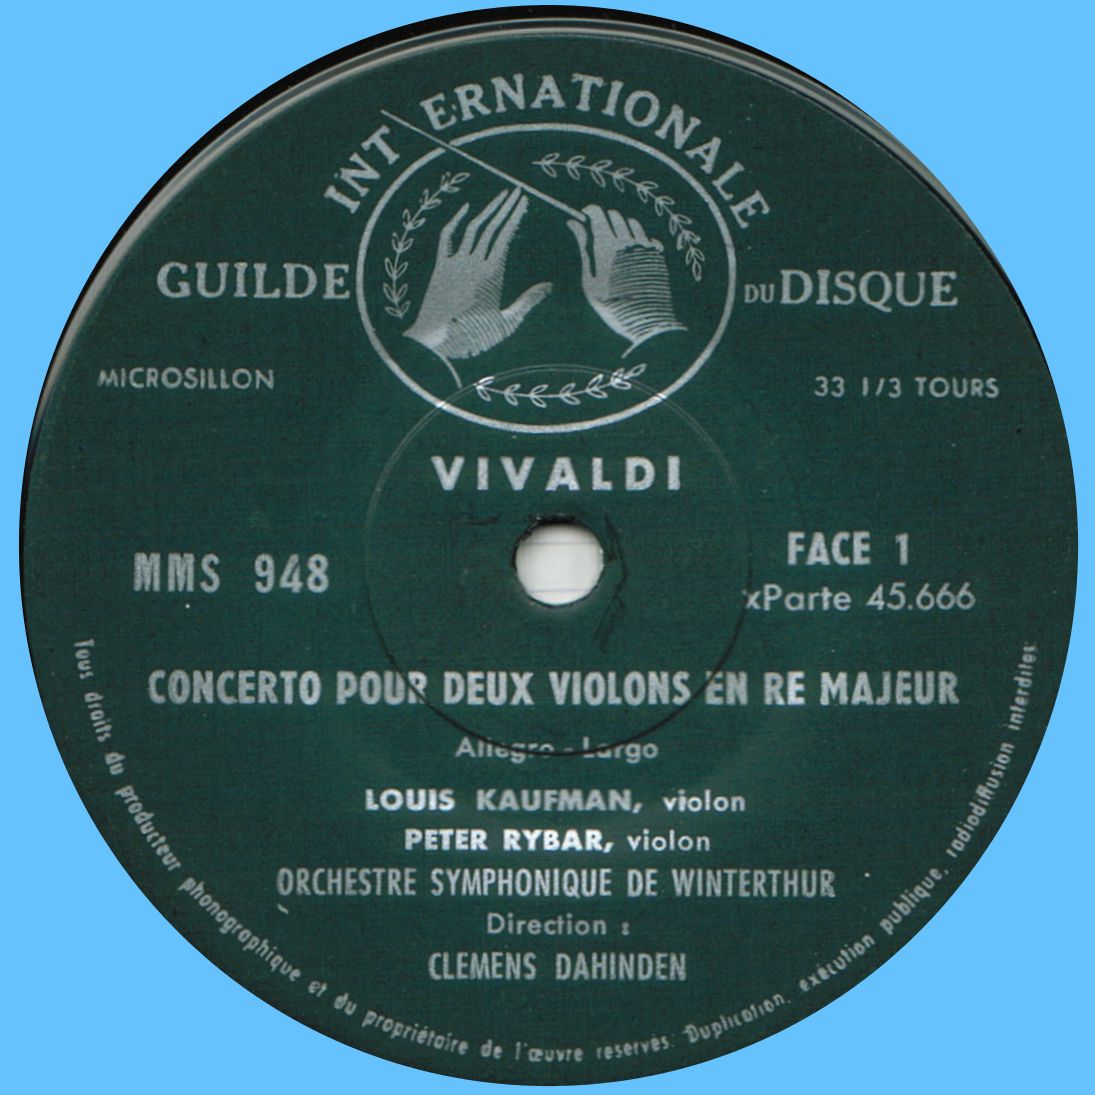 INTERNATIONALE
GUILDE DU DISQUE
MICROSILLON
33 1/3 TOURS
VIVALDI
MMS 948
FACE 1
xParte 45.666
CONCERTO POUR DEUX VIOLONS EN RE MAJEUR
Allegro - Largo
LOUIS KAUFMAN, violon
PETER RYBAR, violon
ORCHESTRE SYMPHONIQUE DE WINTERTHUR
Direction :
CLEMENS DAHINDEN
Tous droits du producteur phonographique et du propriétaire de l'œuvre reservés. Duplication, exécution publique, radiodiffusion interdites